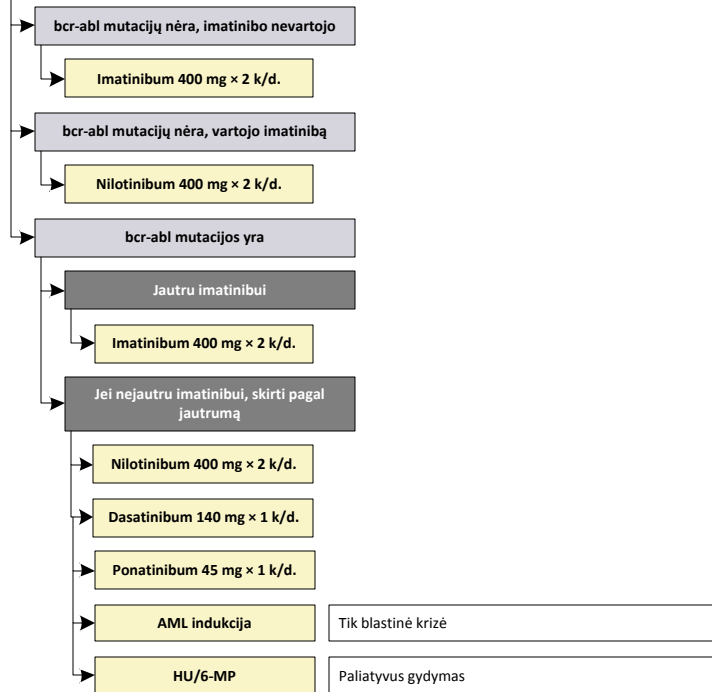 bcr-abl mutacijų nėra, imatinibo nevartojo
Imatinibum 400 mg × 2 k/d.
bcr-abl mutacijų nėra, vartojo imatinibą
Nilotinibum 400 mg × 2 k/d.
bcr-abl mutacijos yra
Jautru imatinibui
Imatinibum 400 mg × 2 k/d.
Jei nejautru imatinibui, skirti pagal
jautrumą
Nilotinibum 400 mg × 2 k/d.
Dasatinibum 140 mg × 1 k/d.
Ponatinibum 45 mg × 1 k/d.
AML indukcija
Tik blastinė krizė
HU/6-MP
Paliatyvus gydymas